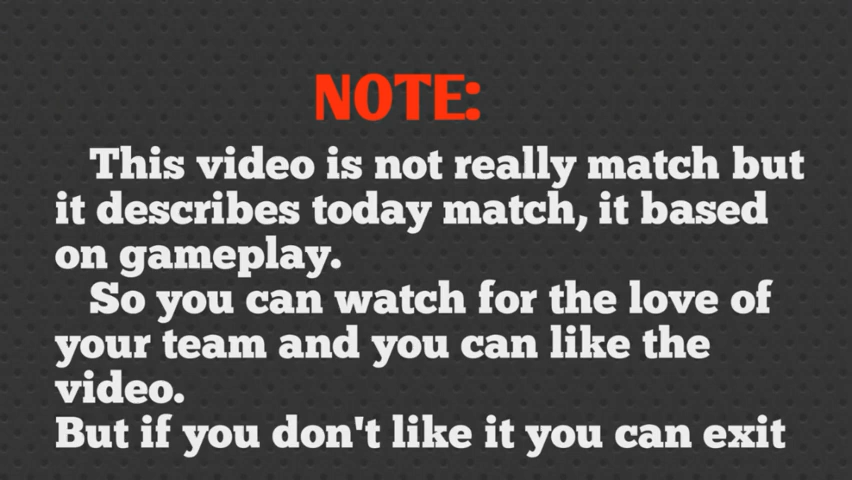 NOTE:
This video is not really match but
it describes today match, it based
on gameplay.
So you can watch for the love of
your team and you can like the
video.
But if you don't like it you can exit